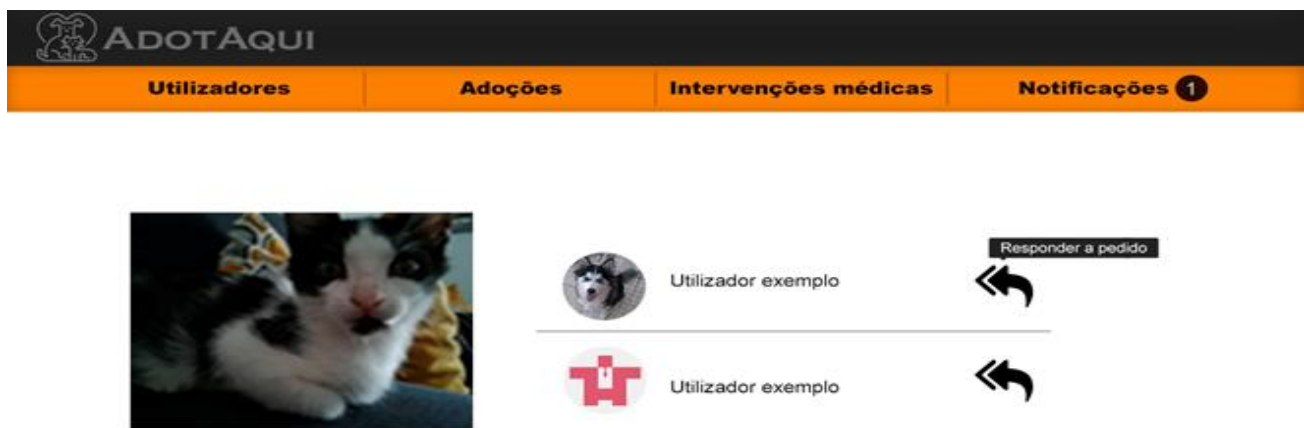 ADOTAQUI
Utilizadores Adoções Intervenções médicas Notificações 1
Responder a pedido
Utilizador exemplo
Utilizador exemplo